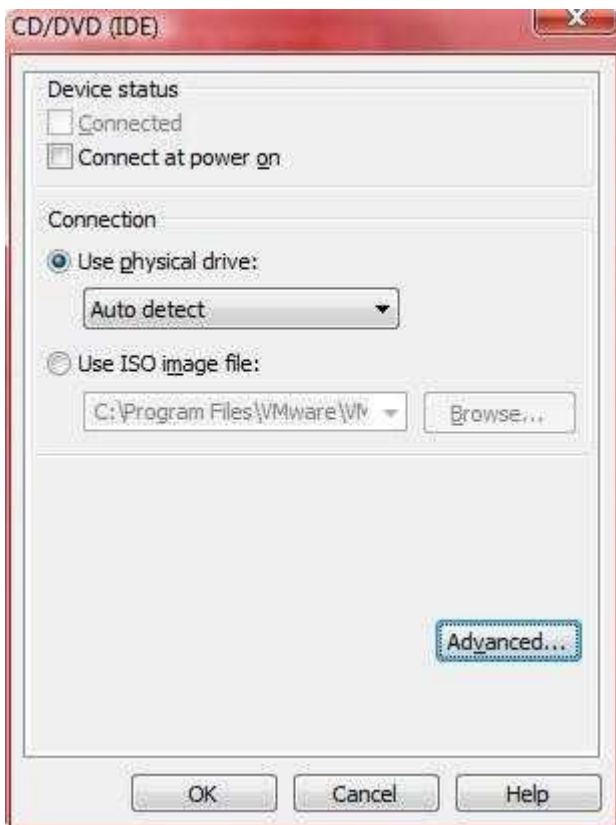 CD/DVD (IDE)
Device status
Connected
Connect at power on
Connection
Use physical drive:
Auto detect
Use ISO image file:
C:\Program Files\VMware\VM
Browse...
Advanced...
OK Cancel Help